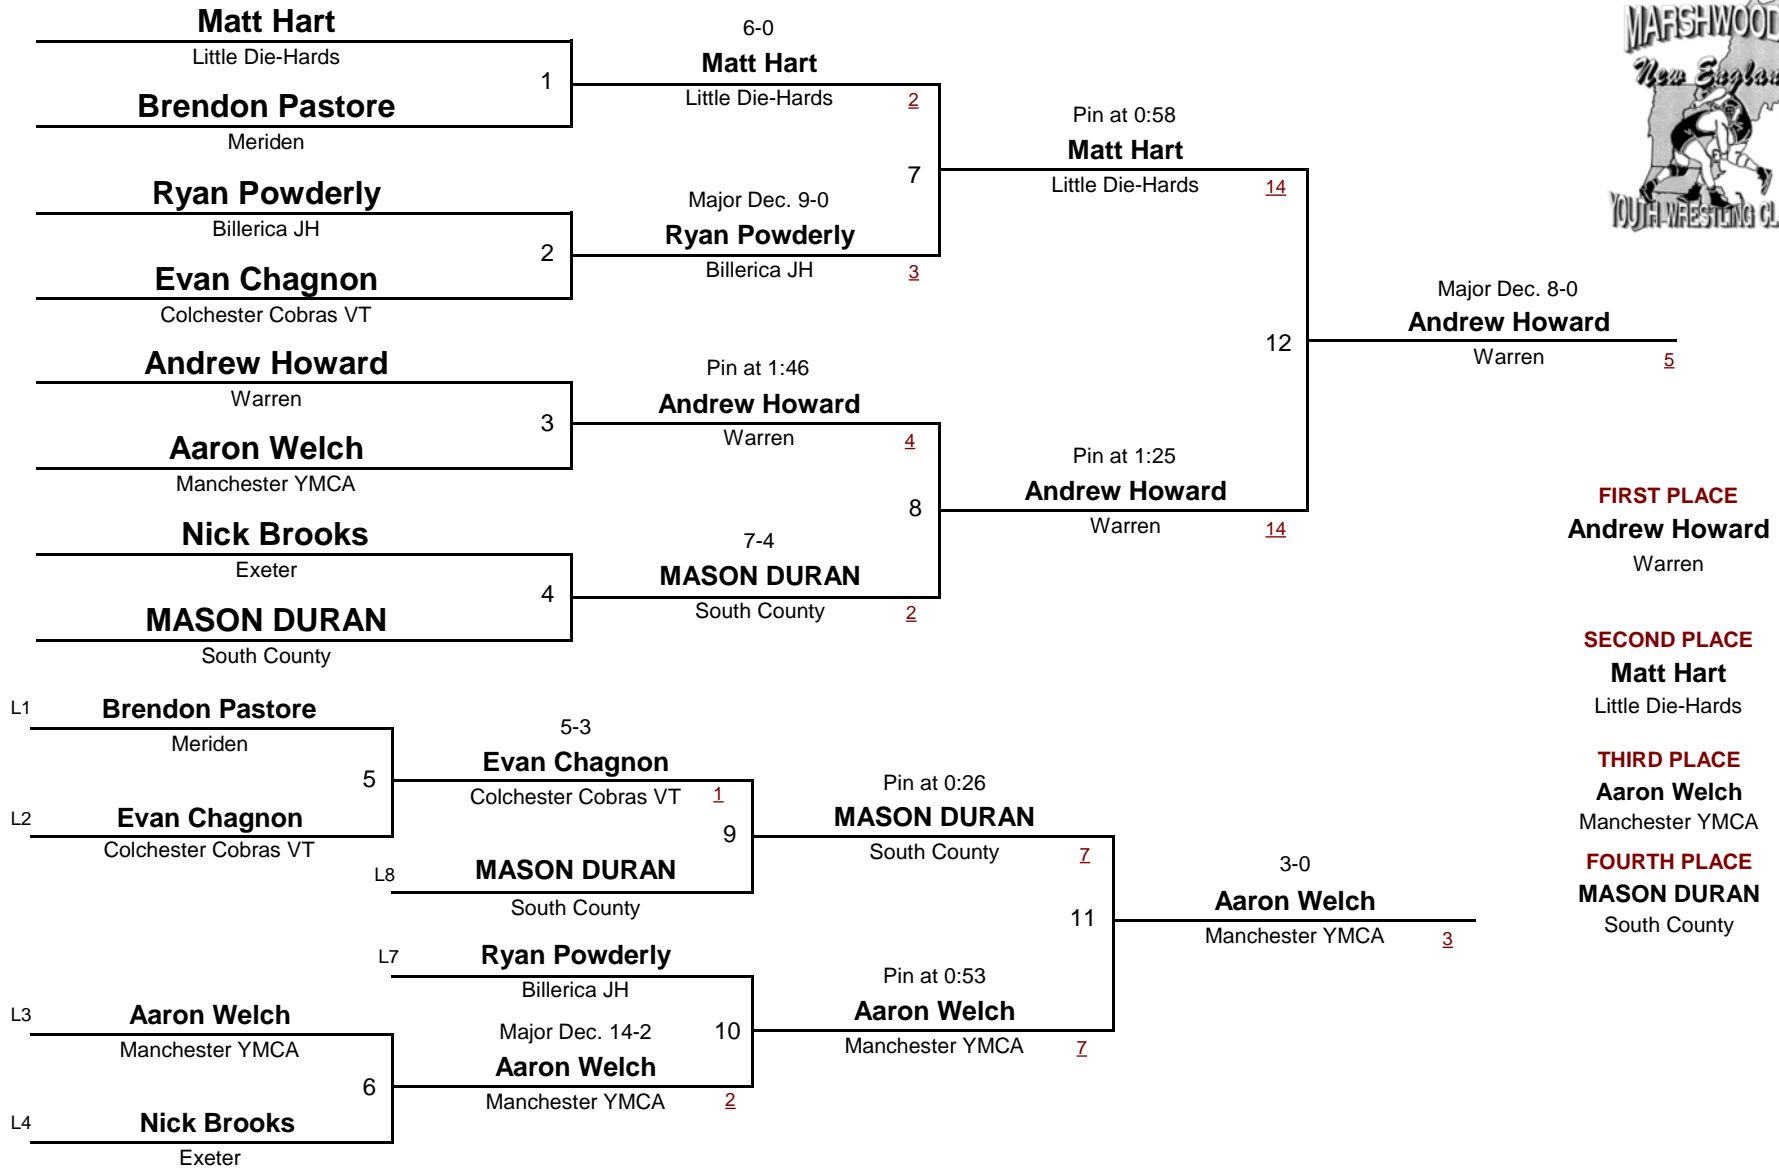 Matt Hart
Little Die-Hards
1
Brendon Pastore
Meriden
6-0
Matt Hart
Little Die-Hards 2
7
Ryan Powderly
Billerica JH
2
Evan Chagnon
Colchester Cobras VT
Major Dec. 9-0
Ryan Powderly
Billerica JH 3
Pin at 0:58
Matt Hart
Little Die-Hards 14
12
Andrew Howard
Warren
3
Aaron Welch
Manchester YMCA
Pin at 1:46
Andrew Howard
Warren 4
8
Nick Brooks
Exeter
4
MASON DURAN
South County
7-4
MASON DURAN
South County 2
Pin at 1:25
Andrew Howard
Warren 14
Major Dec. 8-0
Andrew Howard
Warren 5
MARSHWOOD
New England
YOUTH WRESTLING CL
FIRST PLACE
Andrew Howard
Warren
SECOND PLACE
Matt Hart
Little Die-Hards
THIRD PLACE
Aaron Welch
Manchester YMCA
FOURTH PLACE
MASON DURAN
South County
L1 Brendon Pastore
Meriden
5
L2 Evan Chagnon
Colchester Cobras VT
5-3
Evan Chagnon
Colchester Cobras VT 1
9
L8 MASON DURAN
South County
Pin at 0:26
MASON DURAN
South County 7
11
L7 Ryan Powderly
Billerica JH
10
L3 Aaron Welch
Manchester YMCA
6
L4 Nick Brooks
Exeter
Major Dec. 14-2
Aaron Welch
Manchester YMCA 2
Pin at 0:53
Aaron Welch
Manchester YMCA 7
3-0
Aaron Welch
Manchester YMCA 3